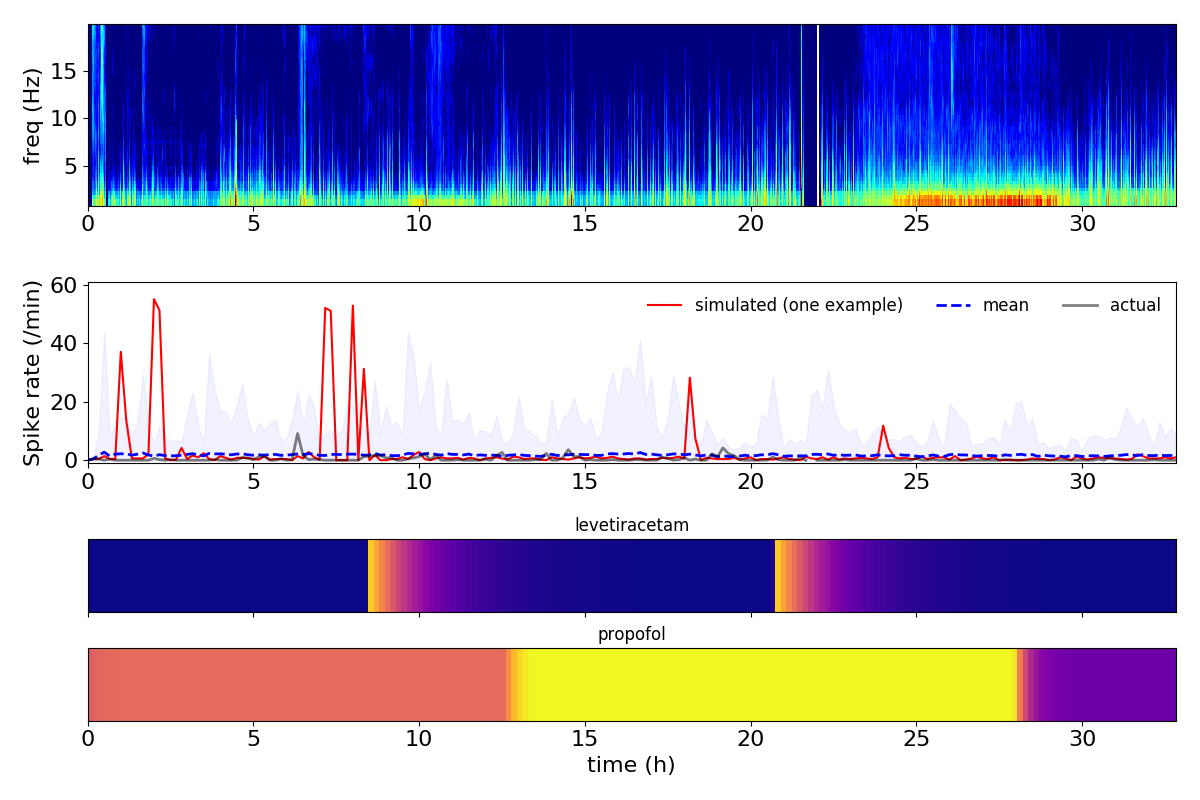 freq (Hz)
15
10
5
0 5 10 15 20 25 30
Spike rate (/min)
60
40
20
0
simulated (one example) mean actual
0 5 10 15 20 25 30
levetiracetam
propofol
0 5 10 15 20 25 30
time (h)